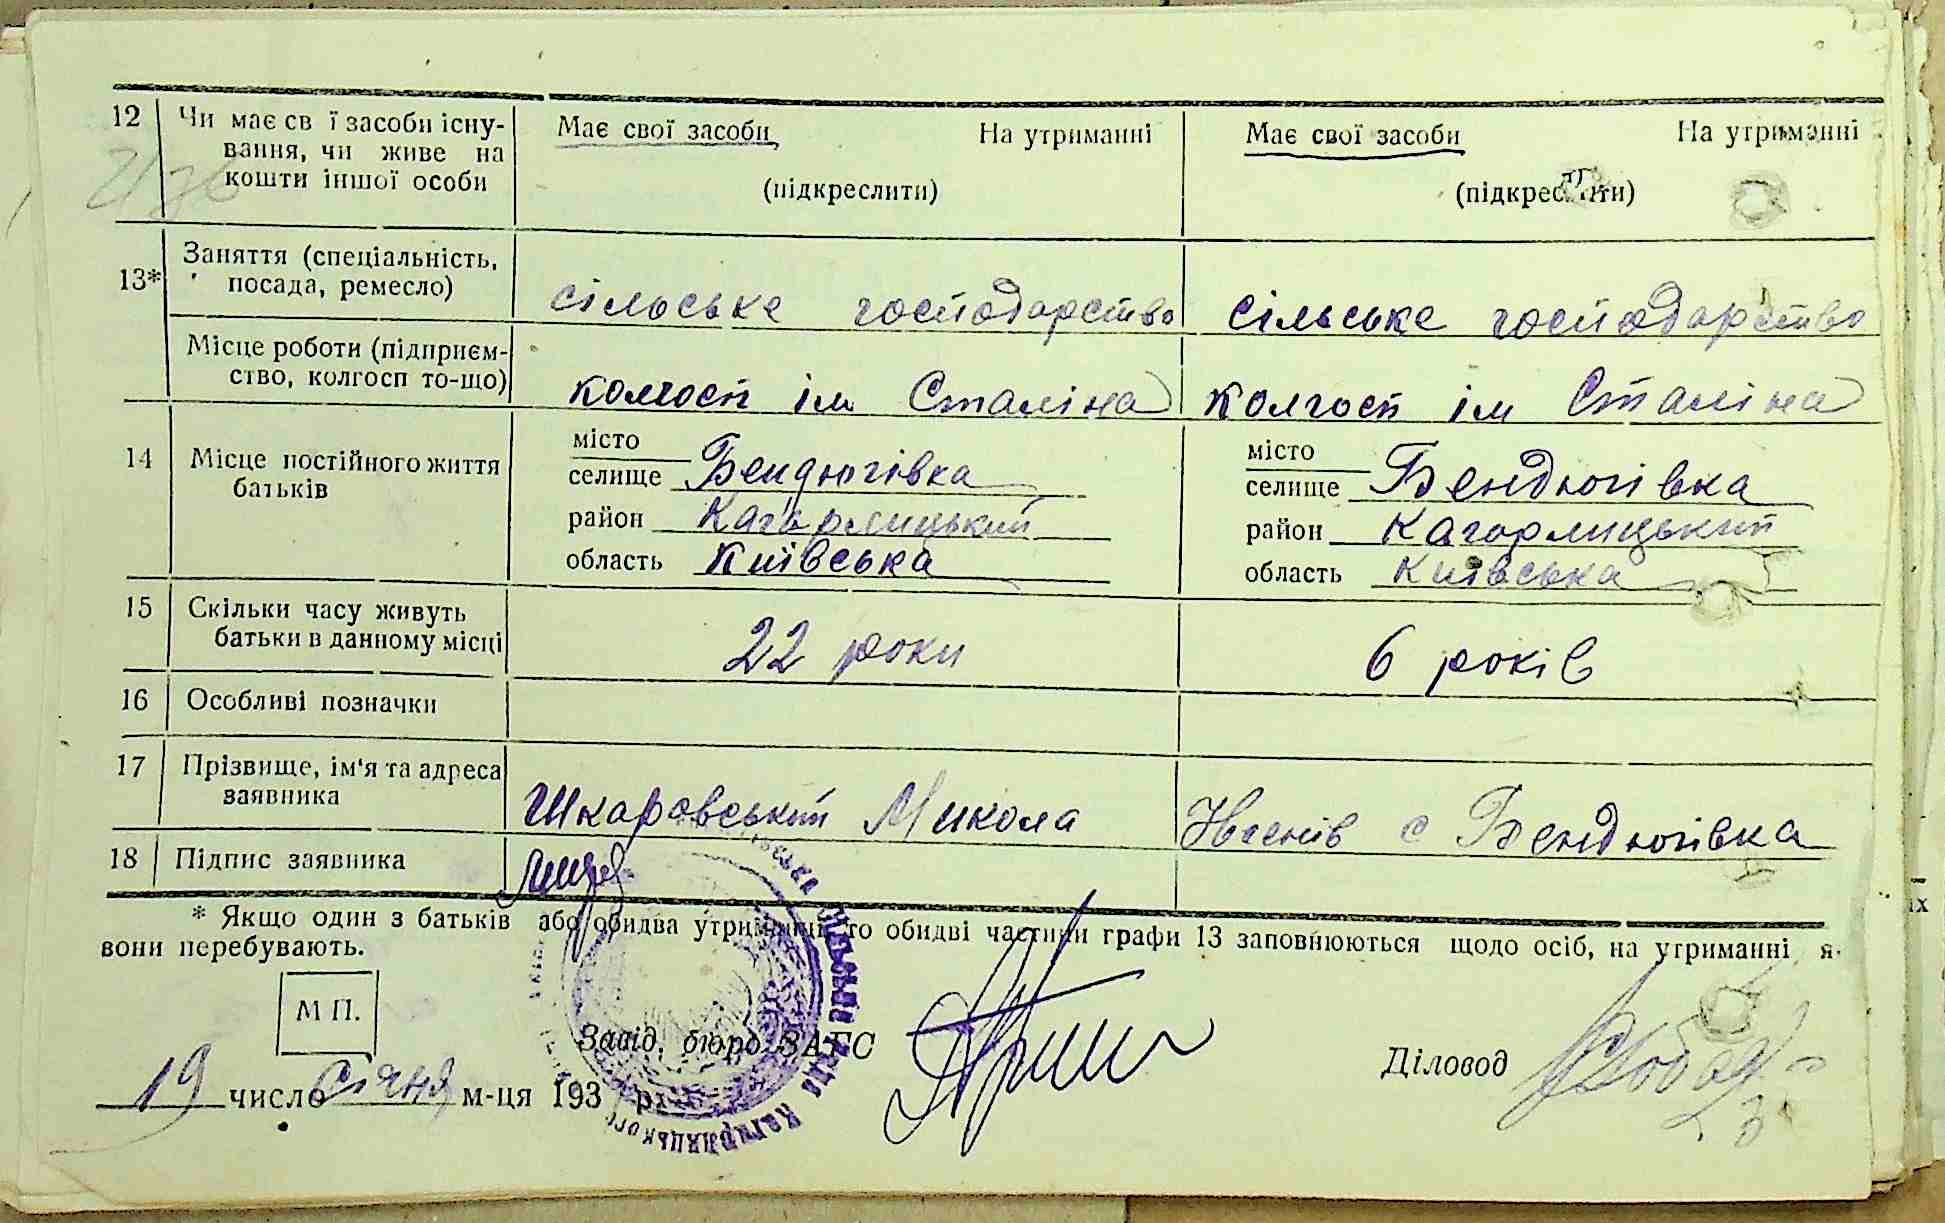 12 Чи має св ї засоби існу- Має свої засоби На утриманні Має свої засоби На утриманні
вання, чи живе на
кошти іншої особи (підкреслити) (підкреслити)
13* Заняття (спеціальність,
посада, ремесло) сільське господарство сільське господарство
Місце роботи (підприєм-
ство, колгосп то-що) колгосп ім Сталіна колгосп ім Сталіна
14 Місце постійного життя
батьків
місто
селище Бендюгівка
район Кагарлицький
область Київська
місто
селище Бендюгівка
район Кагарлицький
область Київська
15 Скільки часу живуть
батьки в данному місці 22 роки 6 років
16 Особливі позначки
17 Прізвище, ім'я та адреса
заявника Шкаровський Микола с Бендюгівка
18 Підпис заявника
* Якщо один з батьків або обидва утриманці, то обидві частини графи 13 заповнюються щодо осіб, на утриманні я-
вони перебувають.
М П.
Завід. бюро ЗАГС
Діловод
19 число січня м-ця 193 р.